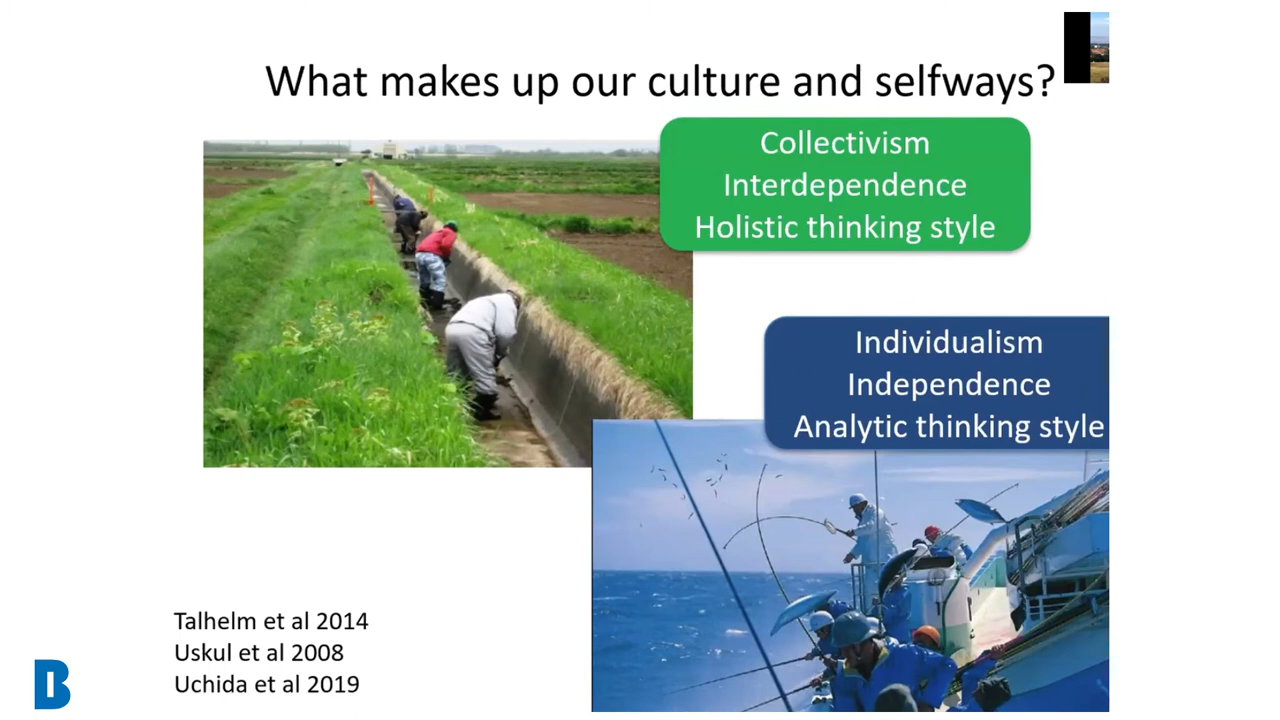 What makes up our culture and selfways?
Collectivism
Interdependence
Holistic thinking style
Individualism
Independence
Analytic thinking style
Talhelm et al 2014
Uskul et al 2008
Uchida et al 2019
B